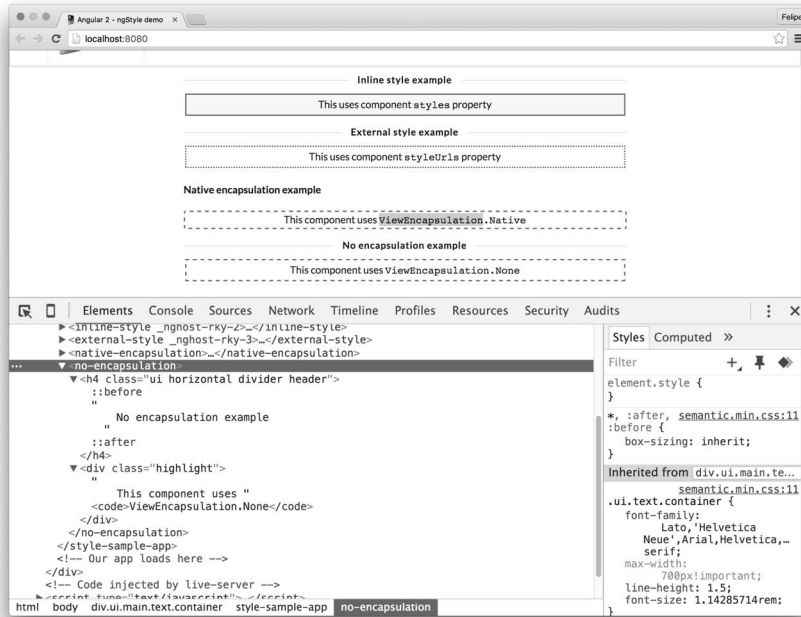 Angular 2 - ngStyle demo ×
Felipe
localhost:8080
Inline style example
This uses component styles property
External style example
This uses component styleUrls property
Native encapsulation example
This component uses ViewEncapsulation.Native
No encapsulation example
This component uses ViewEncapsulation.None
Elements Console Sources Network Timeline Profiles Resources Security Audits
▶<inline-style _nghost-rky-2>…</inline-style>
▶<external-style _nghost-rky-3>…</external-style>
▶<native-encapsulation>…</native-encapsulation>
… ▼<no-encapsulation>
▼<h4 class="ui horizontal divider header">
::before
"
No encapsulation example
"
::after
</h4>
▼<div class="highlight">
"
This component uses "
<code>ViewEncapsulation.None</code>
</div>
</no-encapsulation>
</style-sample-app>
<!-- Our app loads here -->
</div>
<!-- Code injected by live-server -->
▶<script type="text/javascript">…</script>
html body div.ui.main.text.container style-sample-app no-encapsulation
Styles Computed »
Filter
element.style {
}
*, :after, semantic.min.css:11
:before {
box-sizing: inherit;
}
Inherited from div.ui.main.te...
semantic.min.css:11
.ui.text.container {
font-family:
Lato,'Helvetica
Neue',Arial,Helvetica,…
serif;
max-width:
700px!important;
line-height: 1.5;
font-size: 1.14285714rem;
}